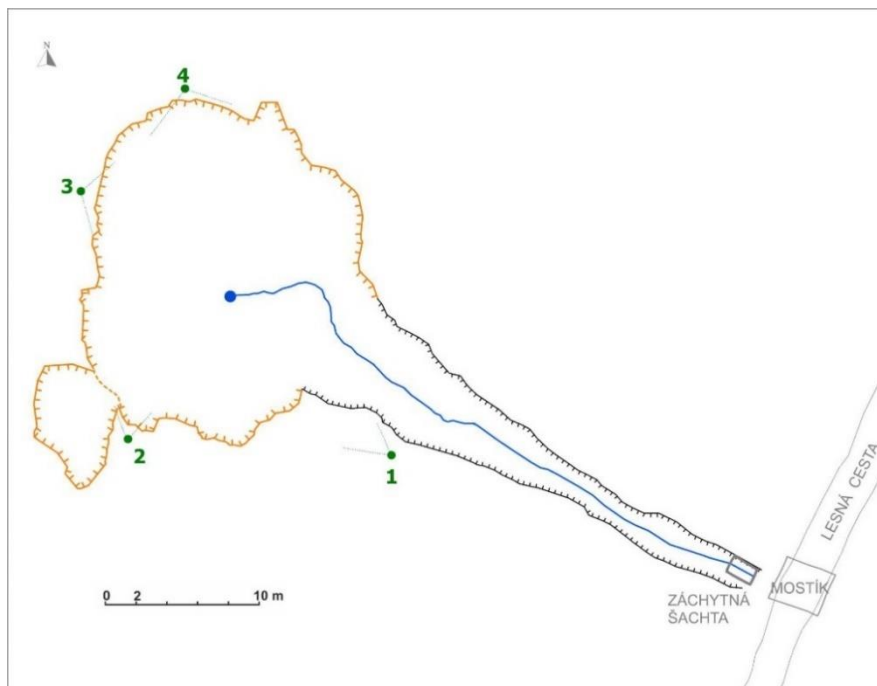 N
4
3
2
1
0 2 10 m
LESNÁ CESTA
MOSTÍK
ZÁCHYTNÁ
ŠACHTA